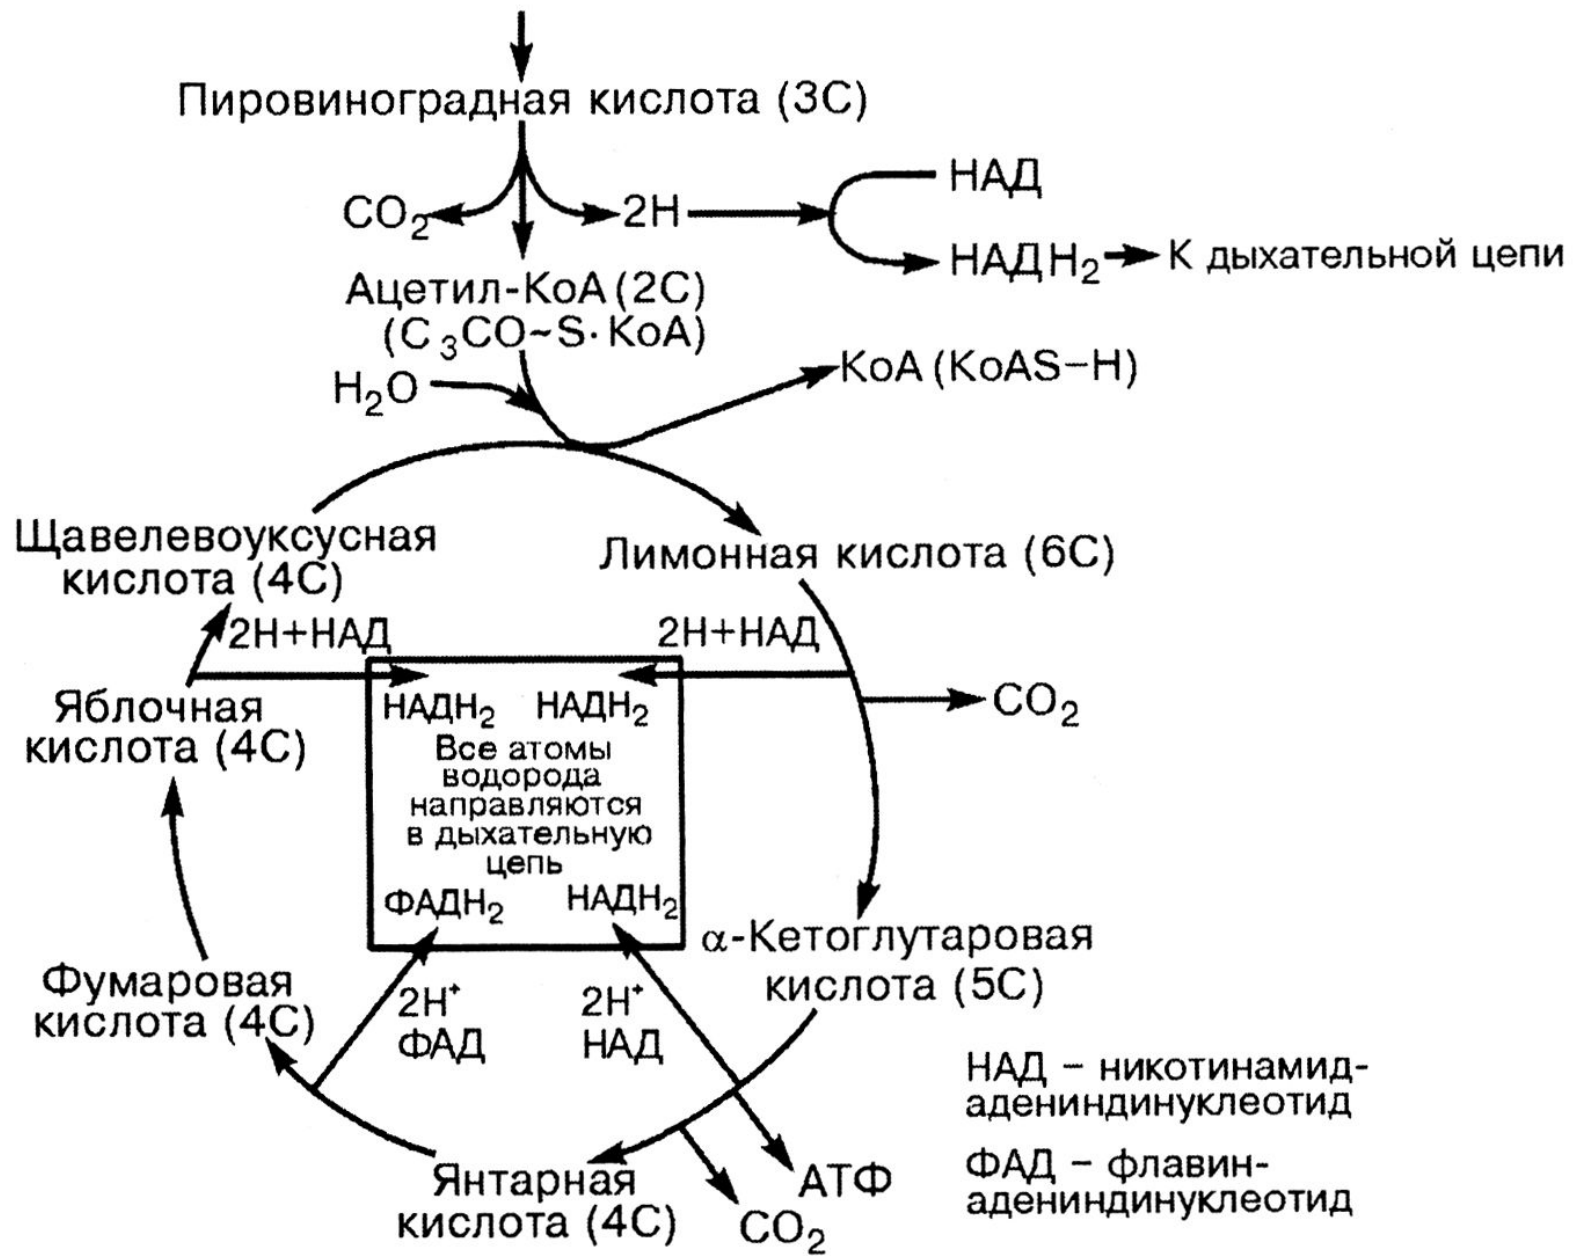 Пировиноградная кислота (3С)
НАД
CO₂
2Н
НАДН₂
К дыхательной цепи
Ацетил-КоА (2С)
(С₃СО~S·КоА)
КоА (КоАS–Н)
H₂O
Щавелевоуксусная
кислота (4С)
Лимонная кислота (6С)
2Н+НАД
2Н+НАД
Яблочная
кислота (4С)
НАДН₂
НАДН₂
CO₂
Все атомы
водорода
направляются
в дыхательную
цепь
ФАДН₂
НАДН₂
α-Кетоглутаровая
кислота (5С)
Фумаровая
кислота (4С)
2Н⁺
ФАД
2Н⁺
НАД
НАД – никотинамид-
адениндинуклеотид
ФАД – флавин-
адениндинуклеотид
Янтарная
кислота (4С)
АТФ
CO₂